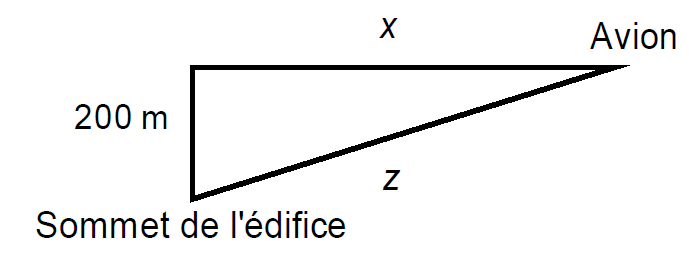 x
Avion
200 m
z
Sommet de l'édifice